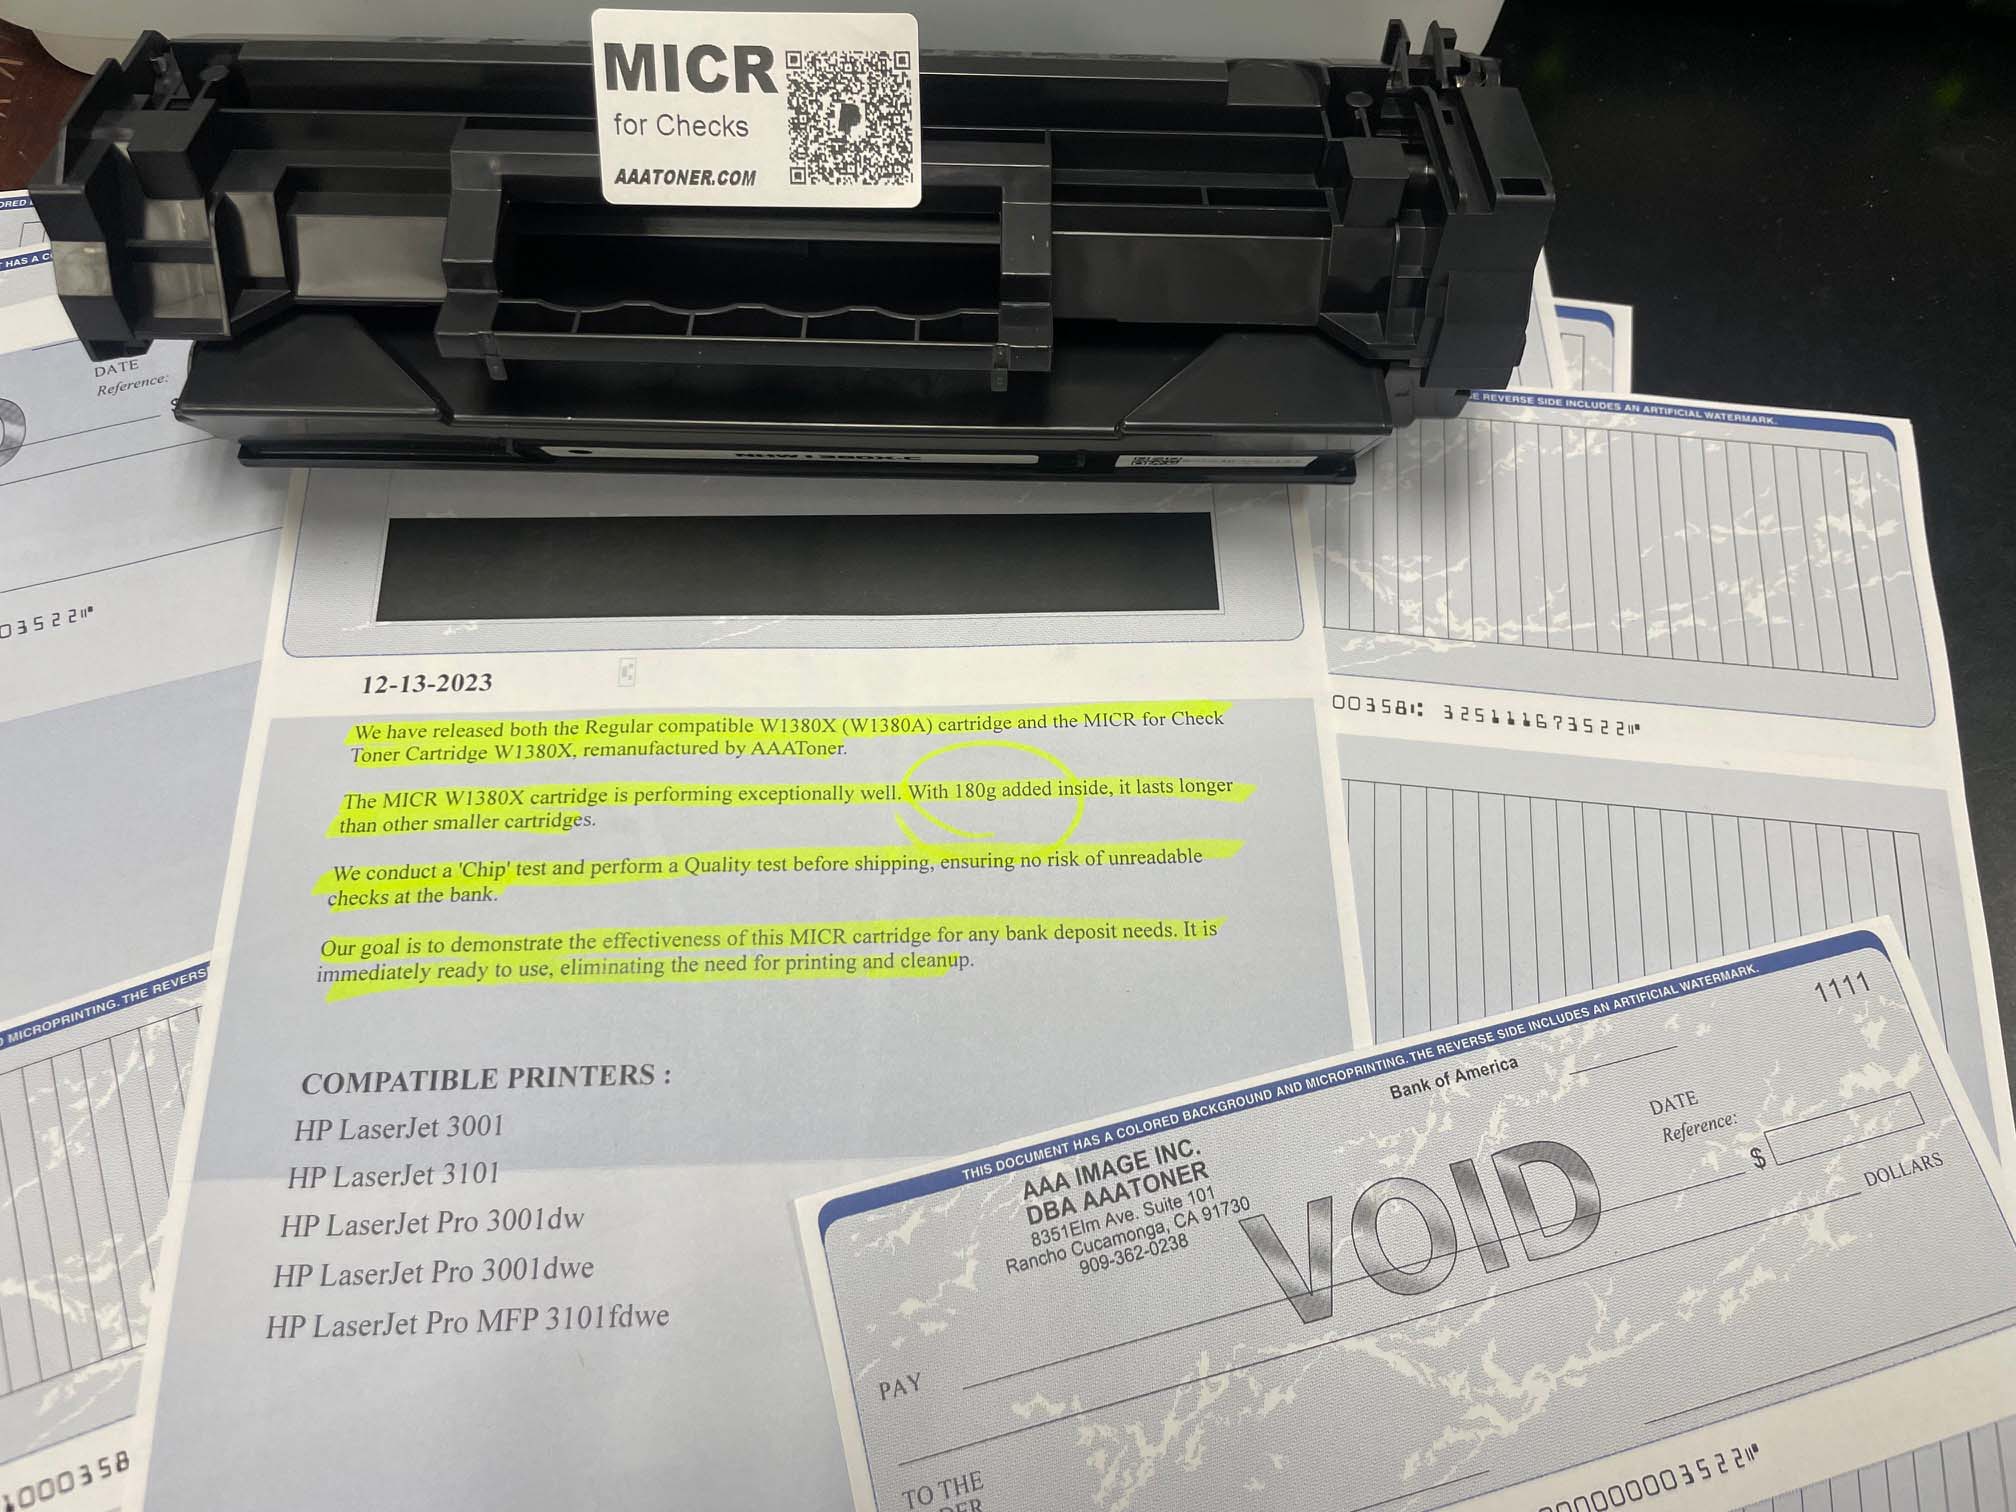 MICR
for Checks
AAATONER.COM
NHW1380X-C
ORED
HAS A
DATE
Reference:
03522⑈
E REVERSE SIDE INCLUDES AN ARTIFICIAL WATERMARK.
12-13-2023
We have released both the Regular compatible W1380X (W1380A) cartridge and the MICR for Check
Toner Cartridge W1380X, remanufactured by AAAToner.
The MICR W1380X cartridge is performing exceptionally well. With 180g added inside, it lasts longer
than other smaller cartridges.
We conduct a 'Chip' test and perform a Quality test before shipping, ensuring no risk of unreadable
checks at the bank.
Our goal is to demonstrate the effectiveness of this MICR cartridge for any bank deposit needs. It is
immediately ready to use, eliminating the need for printing and cleanup.
COMPATIBLE PRINTERS :
HP LaserJet 3001
HP LaserJet 3101
HP LaserJet Pro 3001dw
HP LaserJet Pro 3001dwe
HP LaserJet Pro MFP 3101fdwe
00358⑆ 325111673522⑈
MICROPRINTING. THE REVERS
1000358
THIS DOCUMENT HAS A COLORED BACKGROUND AND MICROPRINTING. THE REVERSE SIDE INCLUDES AN ARTIFICIAL WATERMARK.
1111
Bank of America
AAA IMAGE INC.
DBA AAATONER
8351Elm Ave. Suite 101
Rancho Cucamonga, CA 91730
909-362-0238
VOID
DATE
Reference:
$
DOLLARS
PAY
TO THE
DER
0000000003522⑈